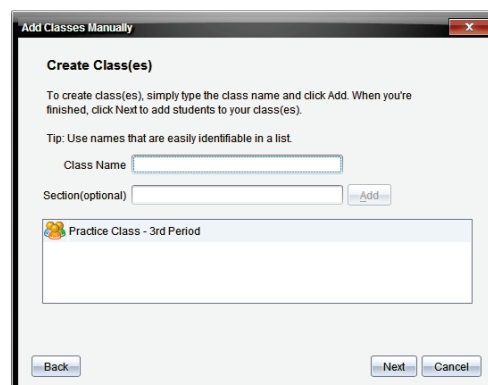 Add Classes Manually
Create Class(es)
To create class(es), simply type the class name and click Add. When you're
finished, click Next to add students to your class(es).
Tip: Use names that are easily identifiable in a list.
Class Name
Section(optional) Add
Practice Class - 3rd Period
Back Next Cancel